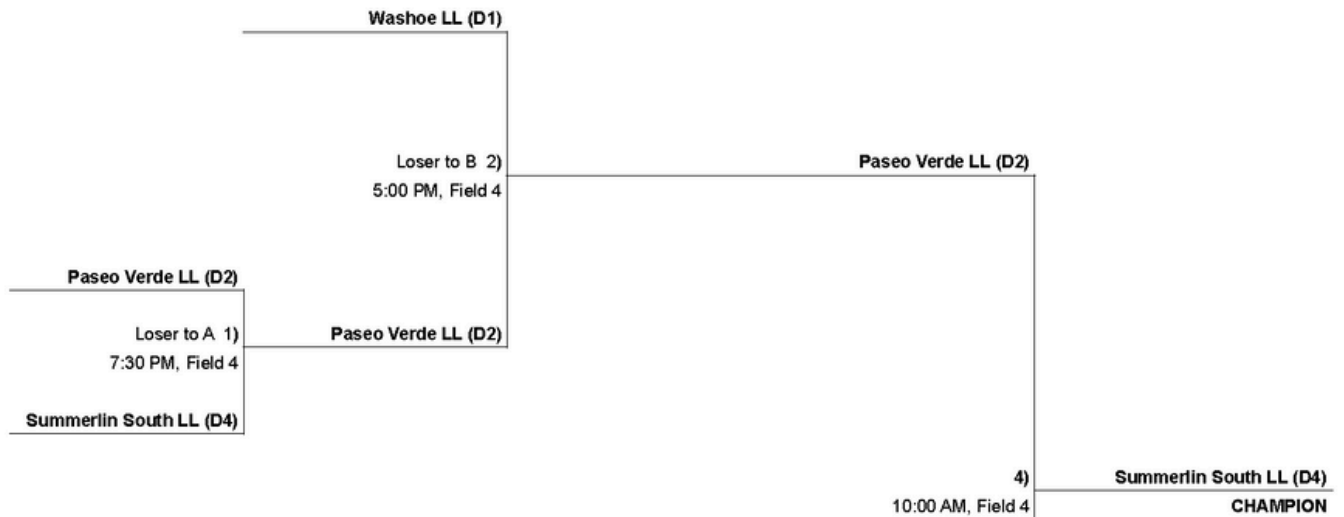 Washoe LL (D1)
Loser to B 2)
Paseo Verde LL (D2)
5:00 PM, Field 4
Paseo Verde LL (D2)
Loser to A 1)
Paseo Verde LL (D2)
7:30 PM, Field 4
Summerlin South LL (D4)
4)
Summerlin South LL (D4)
10:00 AM, Field 4
CHAMPION